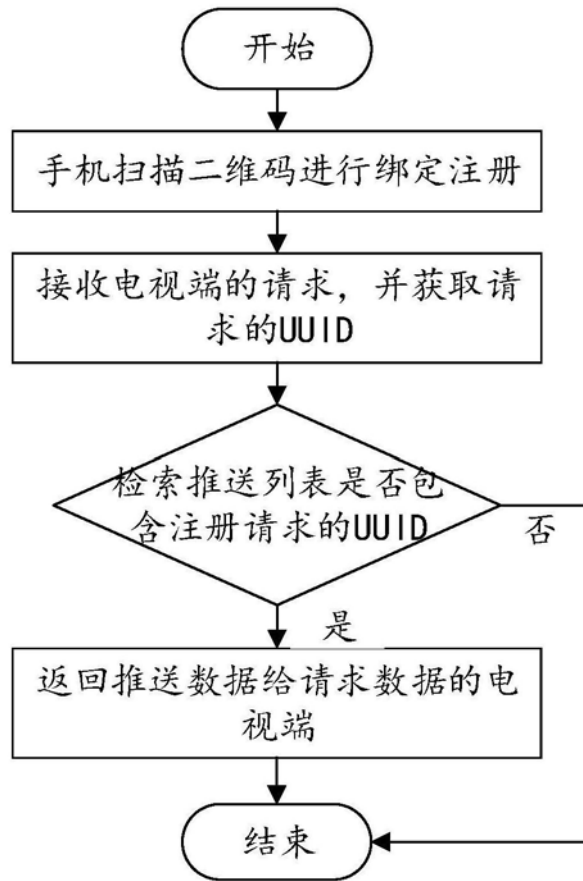 开始
手机扫描二维码进行绑定注册
接收电视端的请求，并获取请
求的UUID
检索推送列表是否包
含注册请求的UUID
否
是
返回推送数据给请求数据的电
视端
结束